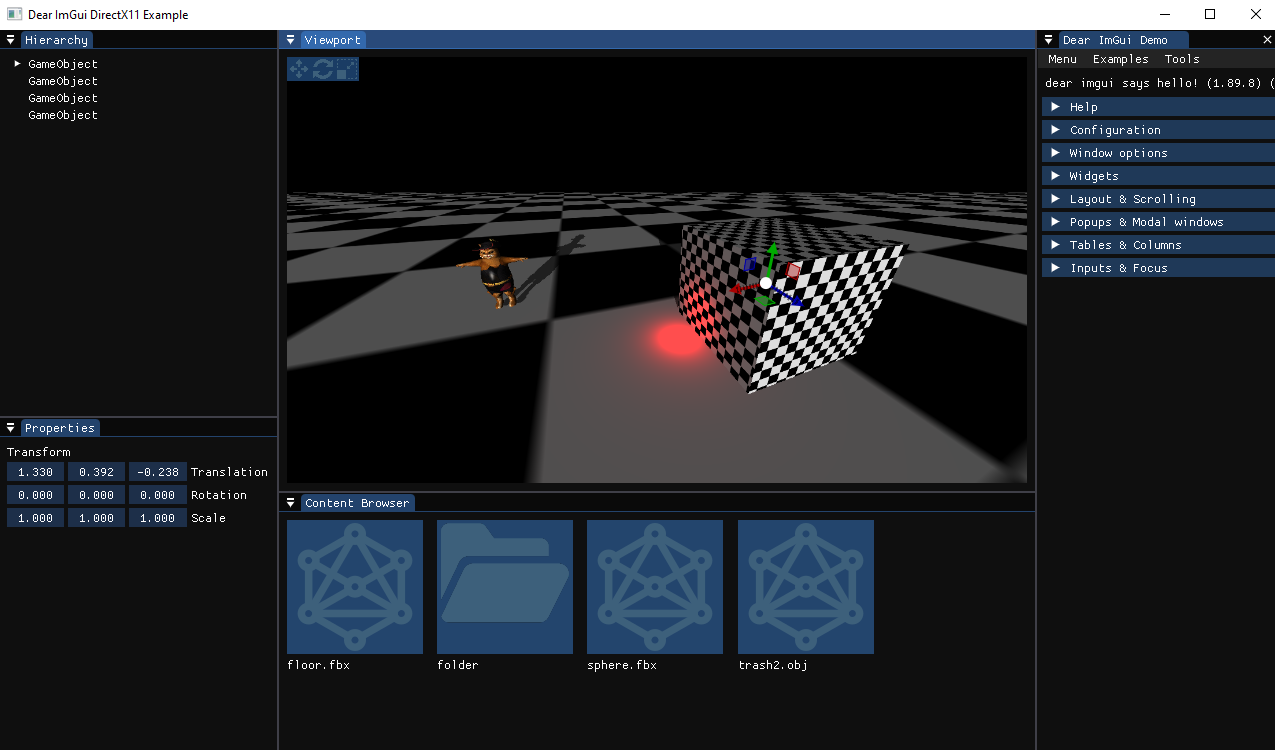 Dear ImGui DirectX11 Example
Hierarchy
GameObject
GameObject
GameObject
GameObject
Properties
Transform
1.330 0.392 -0.238 Translation
0.000 0.000 0.000 Rotation
1.000 1.000 1.000 Scale
Viewport
Content Browser
floor.fbx folder sphere.fbx trash2.obj
Dear ImGui Demo
Menu Examples Tools
dear imgui says hello! (1.89.8) (
Help
Configuration
Window options
Widgets
Layout & Scrolling
Popups & Modal windows
Tables & Columns
Inputs & Focus